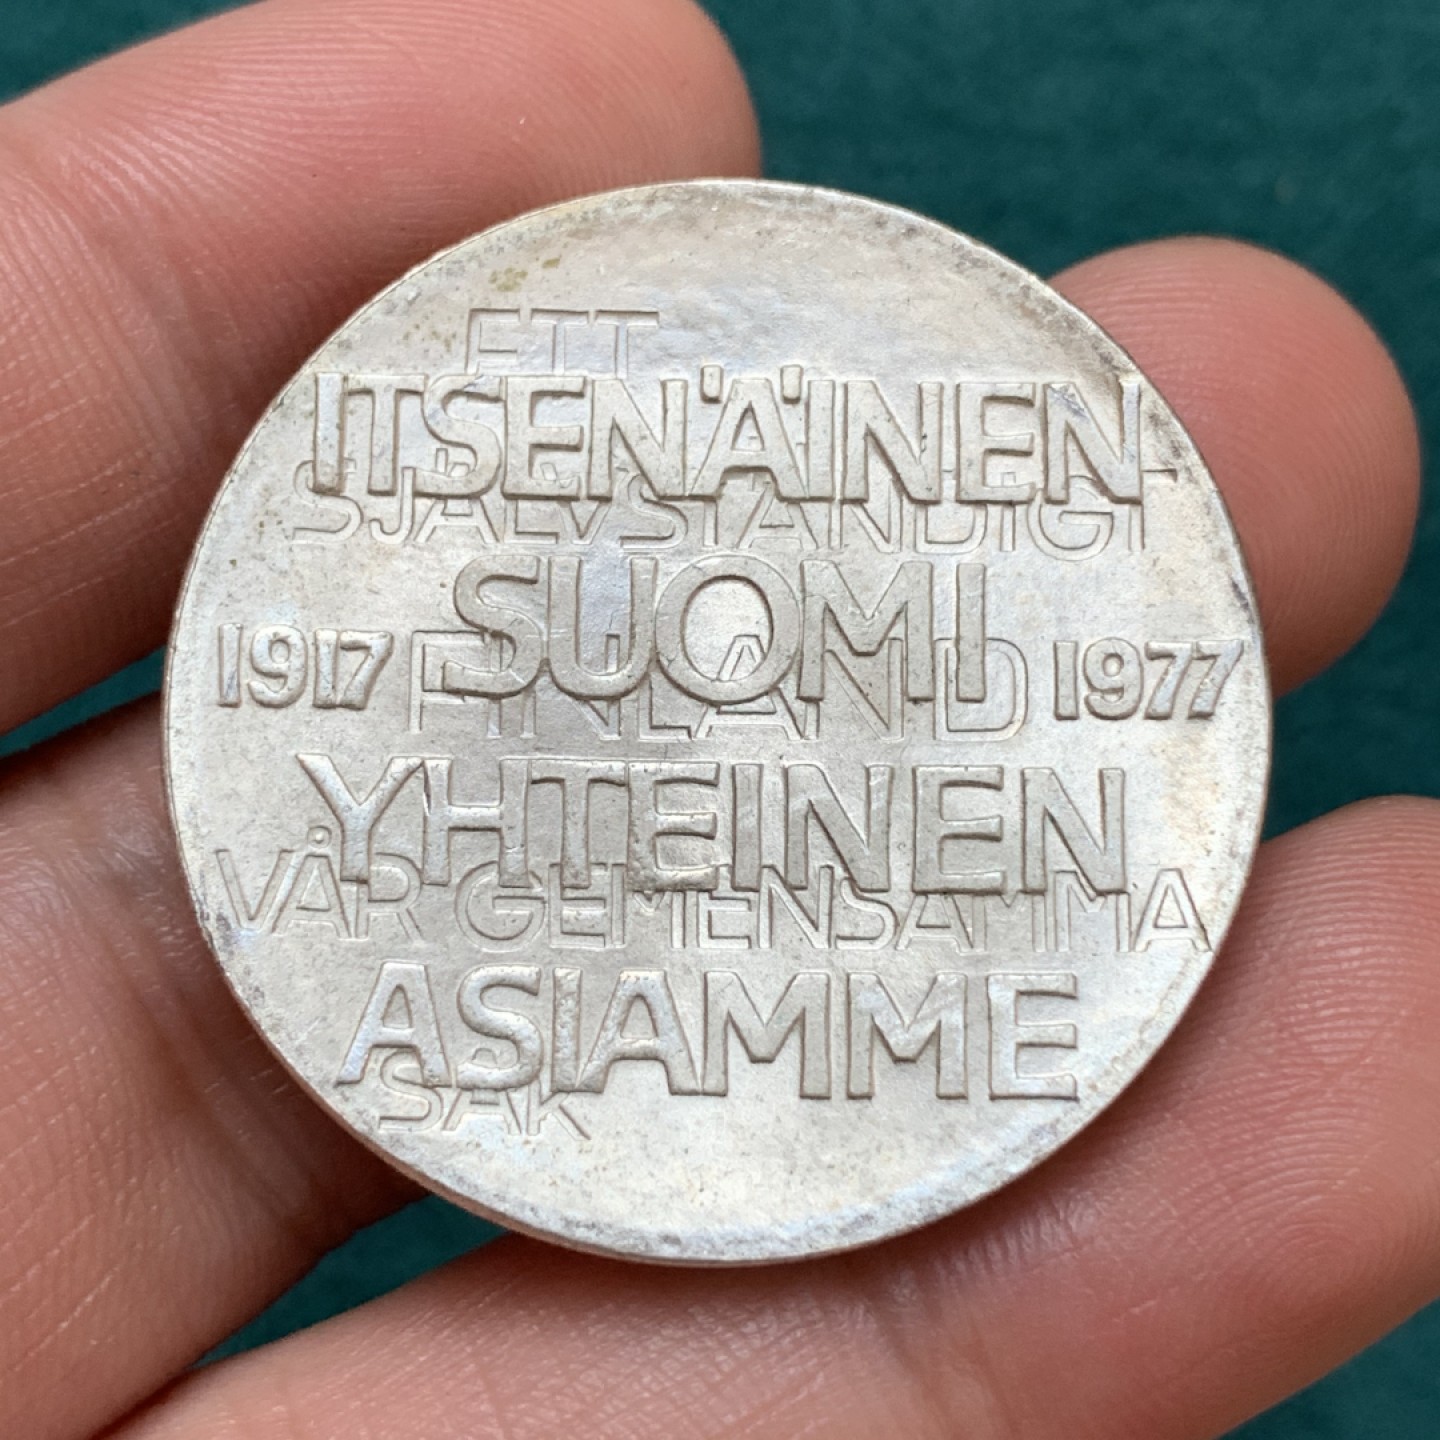 ETT
ITSENÄINEN
SJÄLVSTÄNDIGT
SUOMI
1917 FINLAND 1977
YHTEINEN
VÅR GEMENSAMMA
ASIAMME
SAK